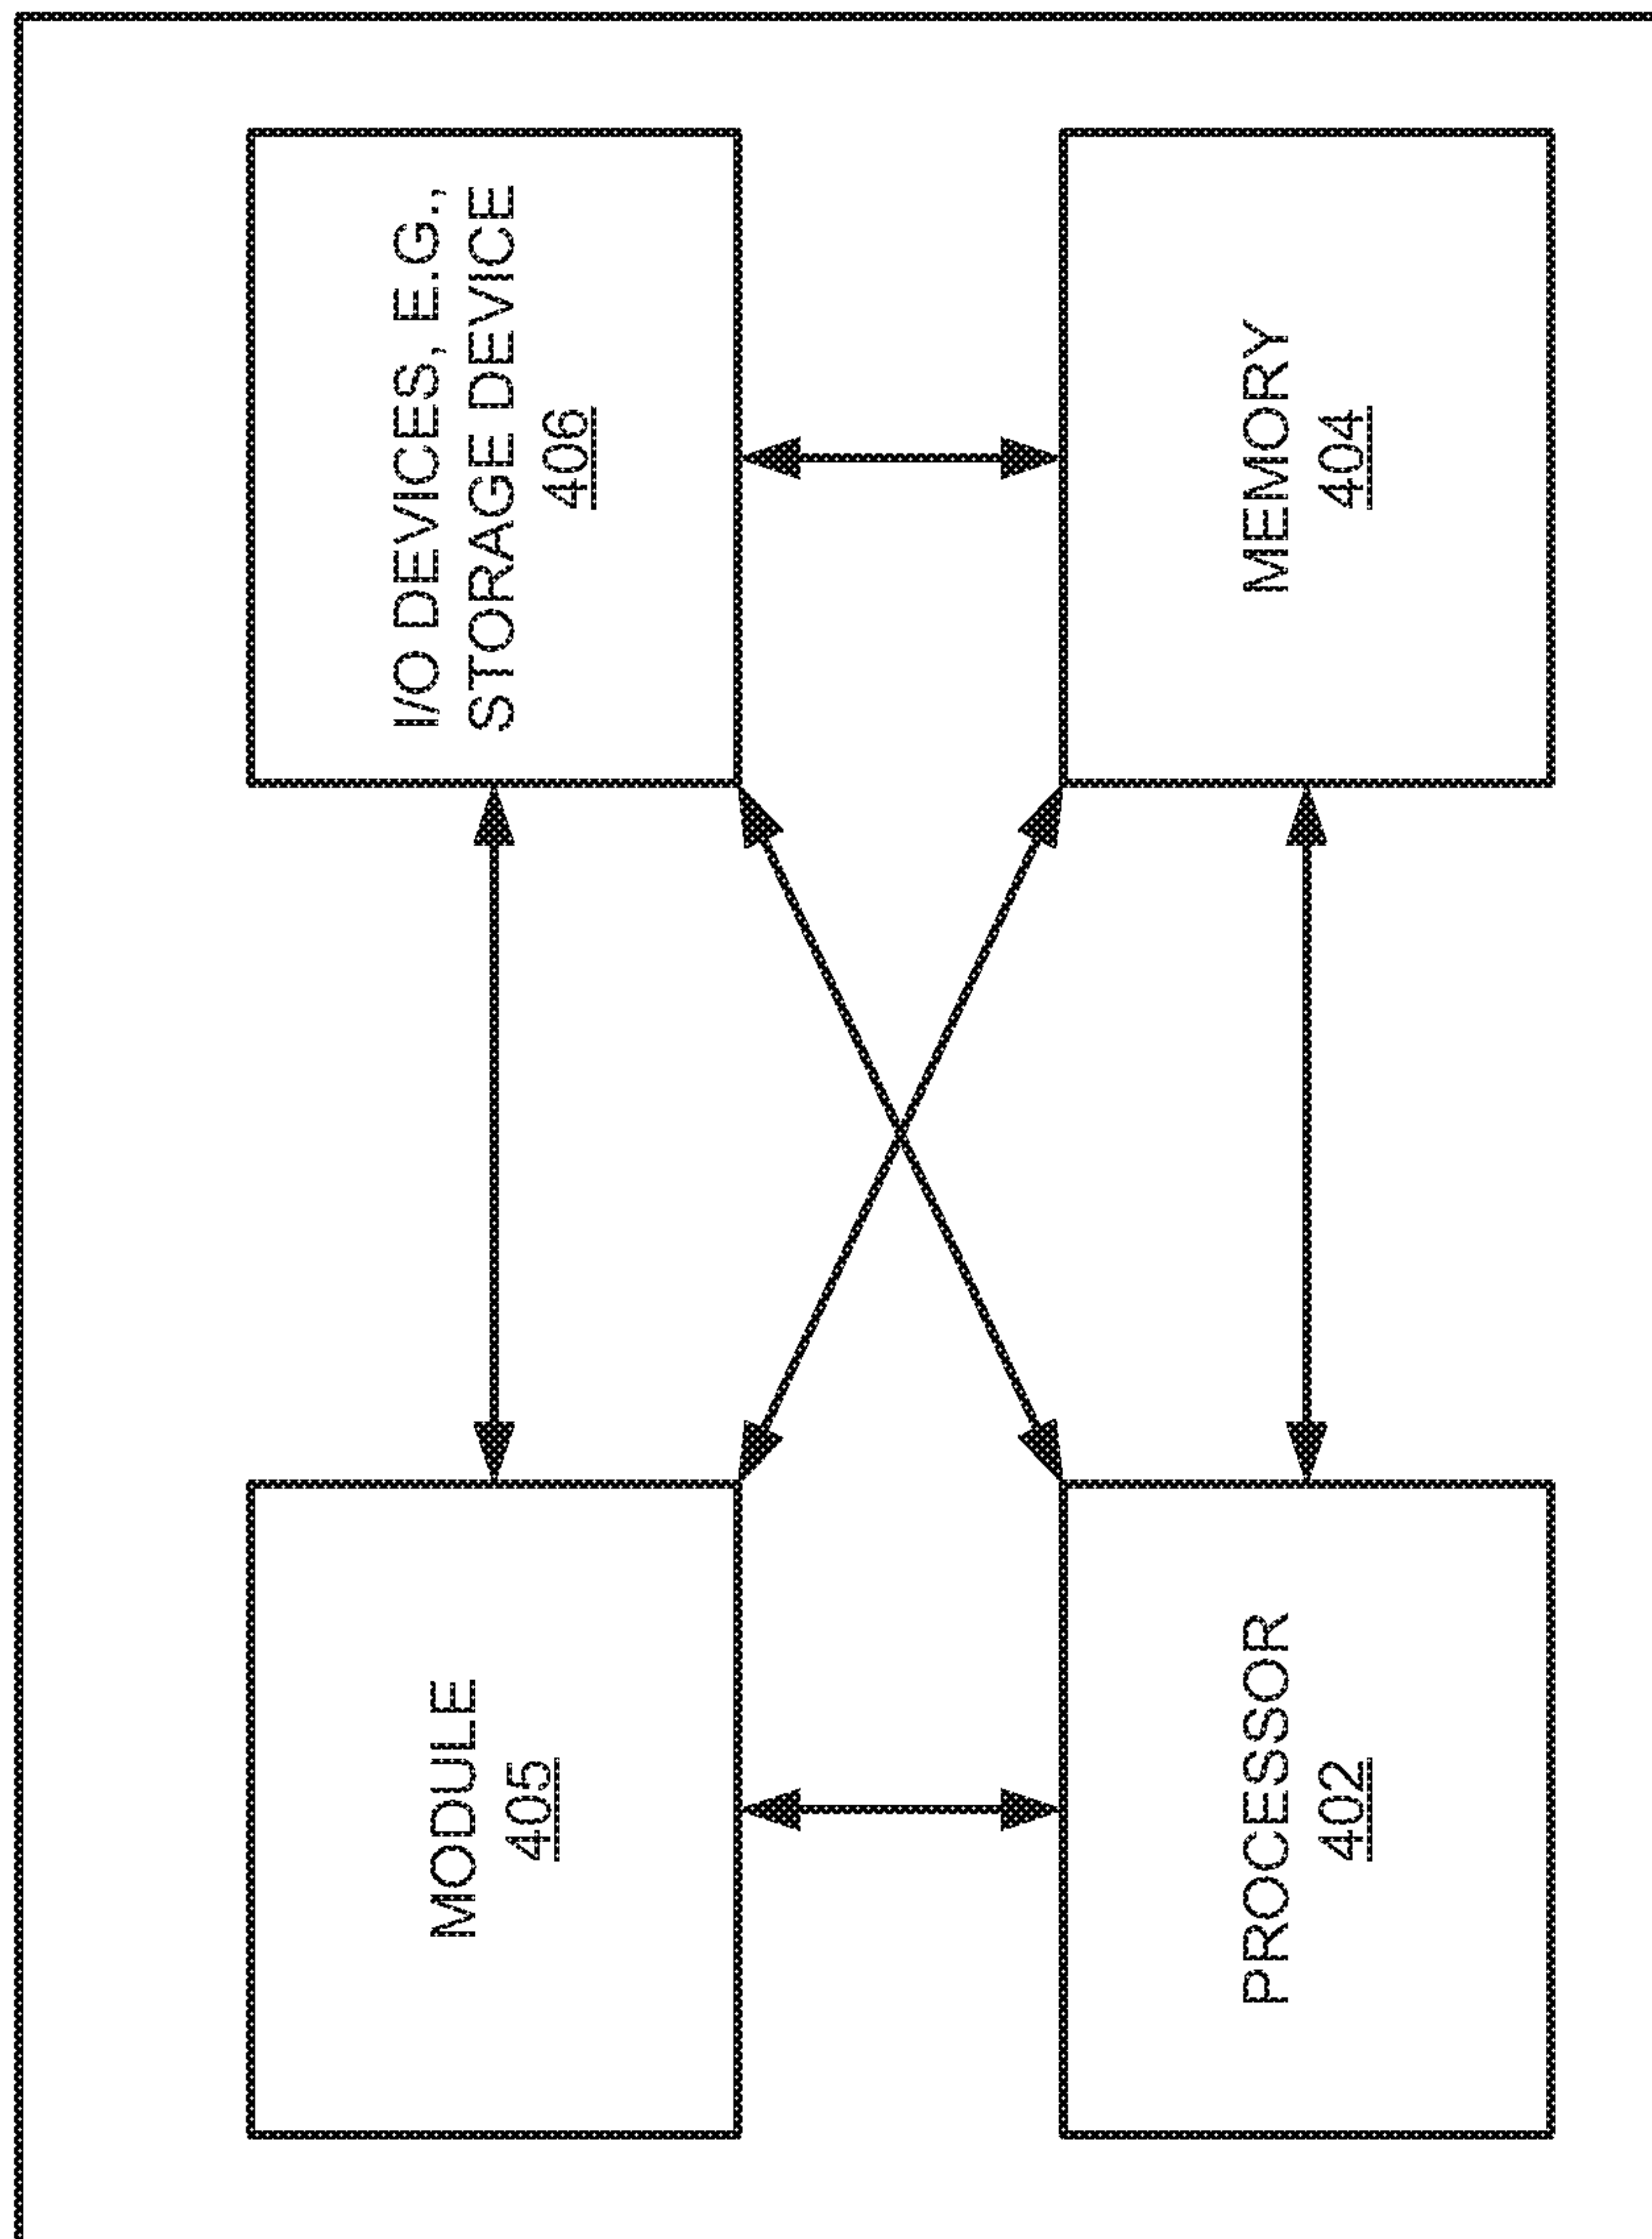 MODULE
405
I/O DEVICES, E.G.,
STORAGE DEVICE
406
PROCESSOR
402
MEMORY
404